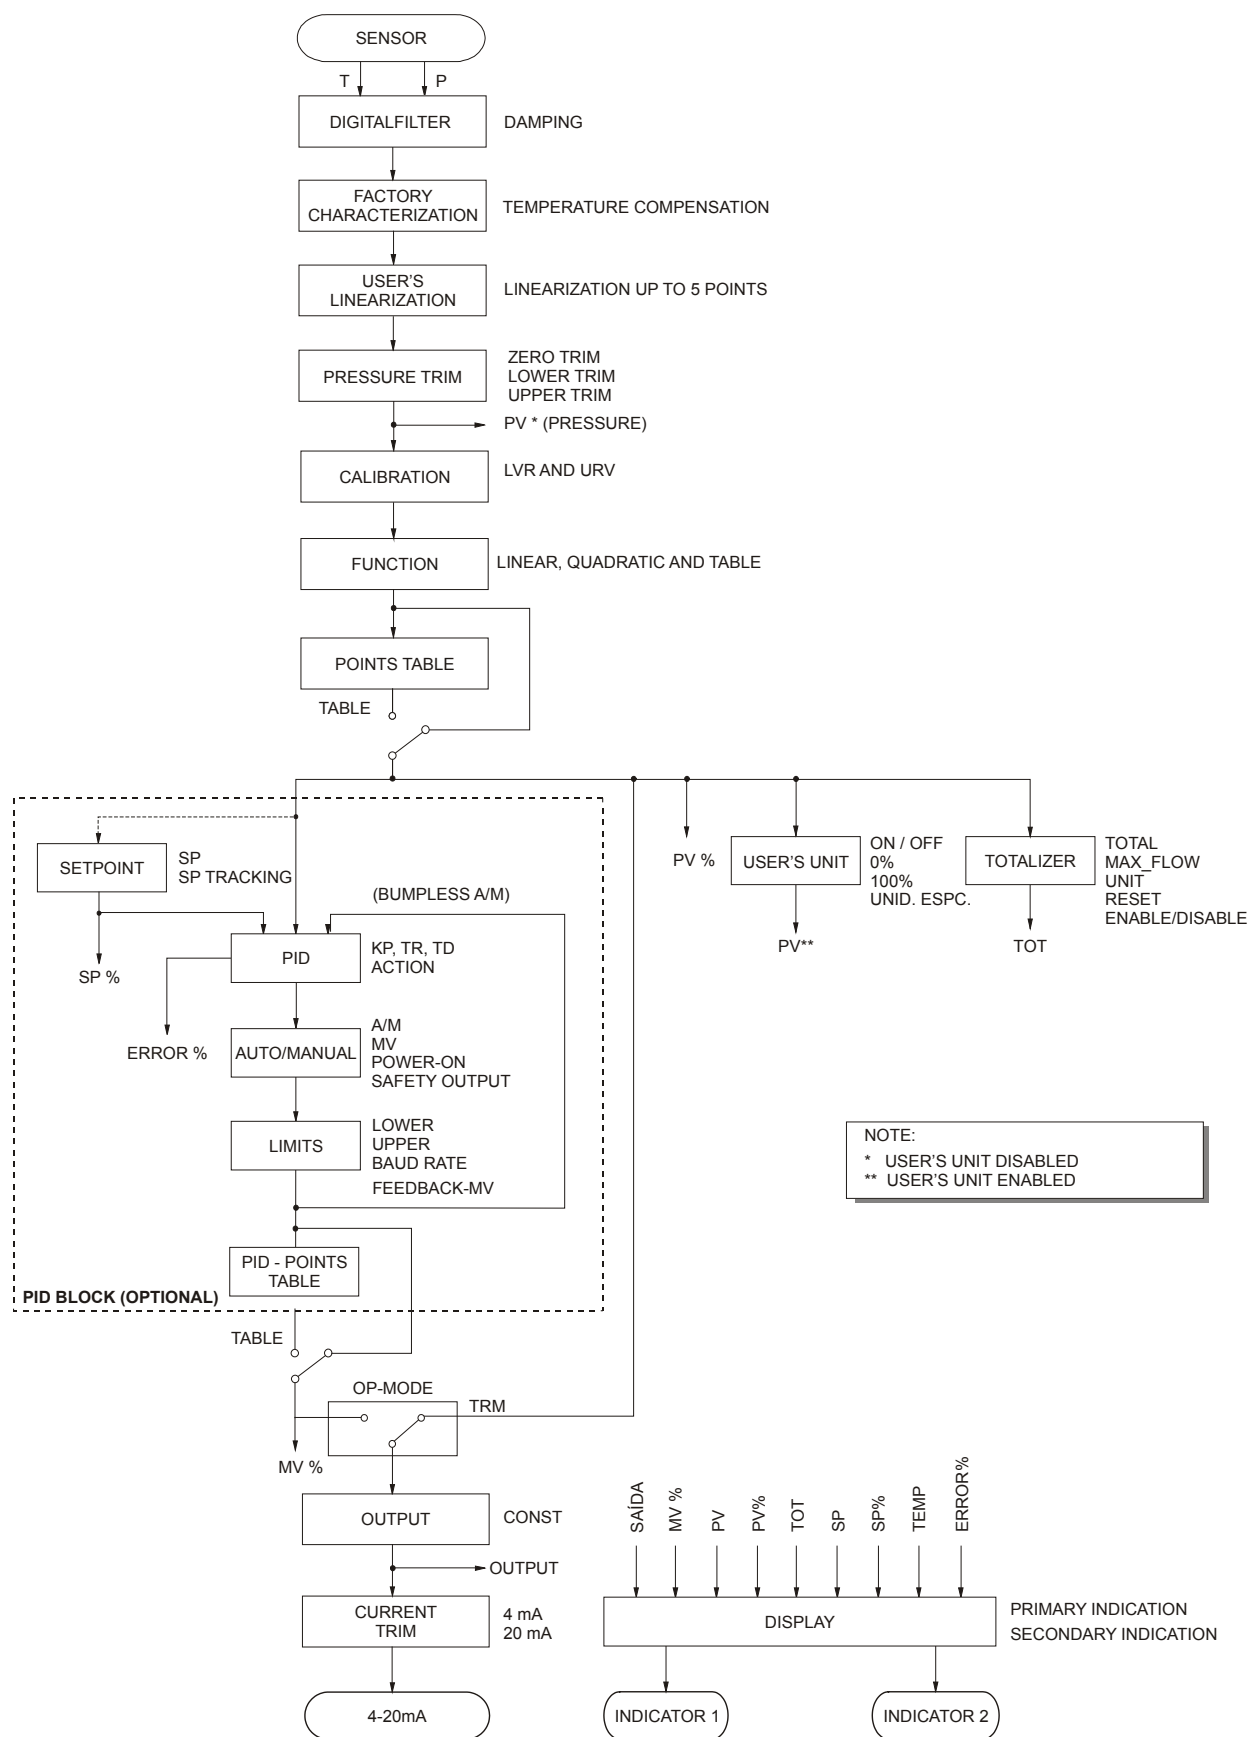 SENSOR
T
P
DIGITALFILTER
DAMPING
FACTORY
CHARACTERIZATION
TEMPERATURE COMPENSATION
USER'S
LINEARIZATION
LINEARIZATION UP TO 5 POINTS
PRESSURE TRIM
ZERO TRIM
LOWER TRIM
UPPER TRIM
PV * (PRESSURE)
CALIBRATION
LVR AND URV
FUNCTION
LINEAR, QUADRATIC AND TABLE
POINTS TABLE
TABLE
SETPOINT
SP
SP TRACKING
(BUMPLESS A/M)
PV %
USER'S UNIT
ON / OFF
0%
100%
UNID. ESPC.
TOTALIZER
TOTAL
MAX_FLOW
UNIT
RESET
ENABLE/DISABLE
PV**
TOT
SP %
PID
KP, TR, TD
ACTION
ERROR %
AUTO/MANUAL
A/M
MV
POWER-ON
SAFETY OUTPUT
LIMITS
LOWER
UPPER
BAUD RATE
FEEDBACK-MV
NOTE:
* USER'S UNIT DISABLED
** USER'S UNIT ENABLED
PID - POINTS
TABLE
PID BLOCK (OPTIONAL)
TABLE
OP-MODE
TRM
MV %
OUTPUT
CONST
OUTPUT
CURRENT
TRIM
4 mA
20 mA
4-20mA
SAÍDA
MV %
PV
PV%
TOT
SP
SP%
TEMP
ERROR%
DISPLAY
PRIMARY INDICATION
SECONDARY INDICATION
INDICATOR 1
INDICATOR 2